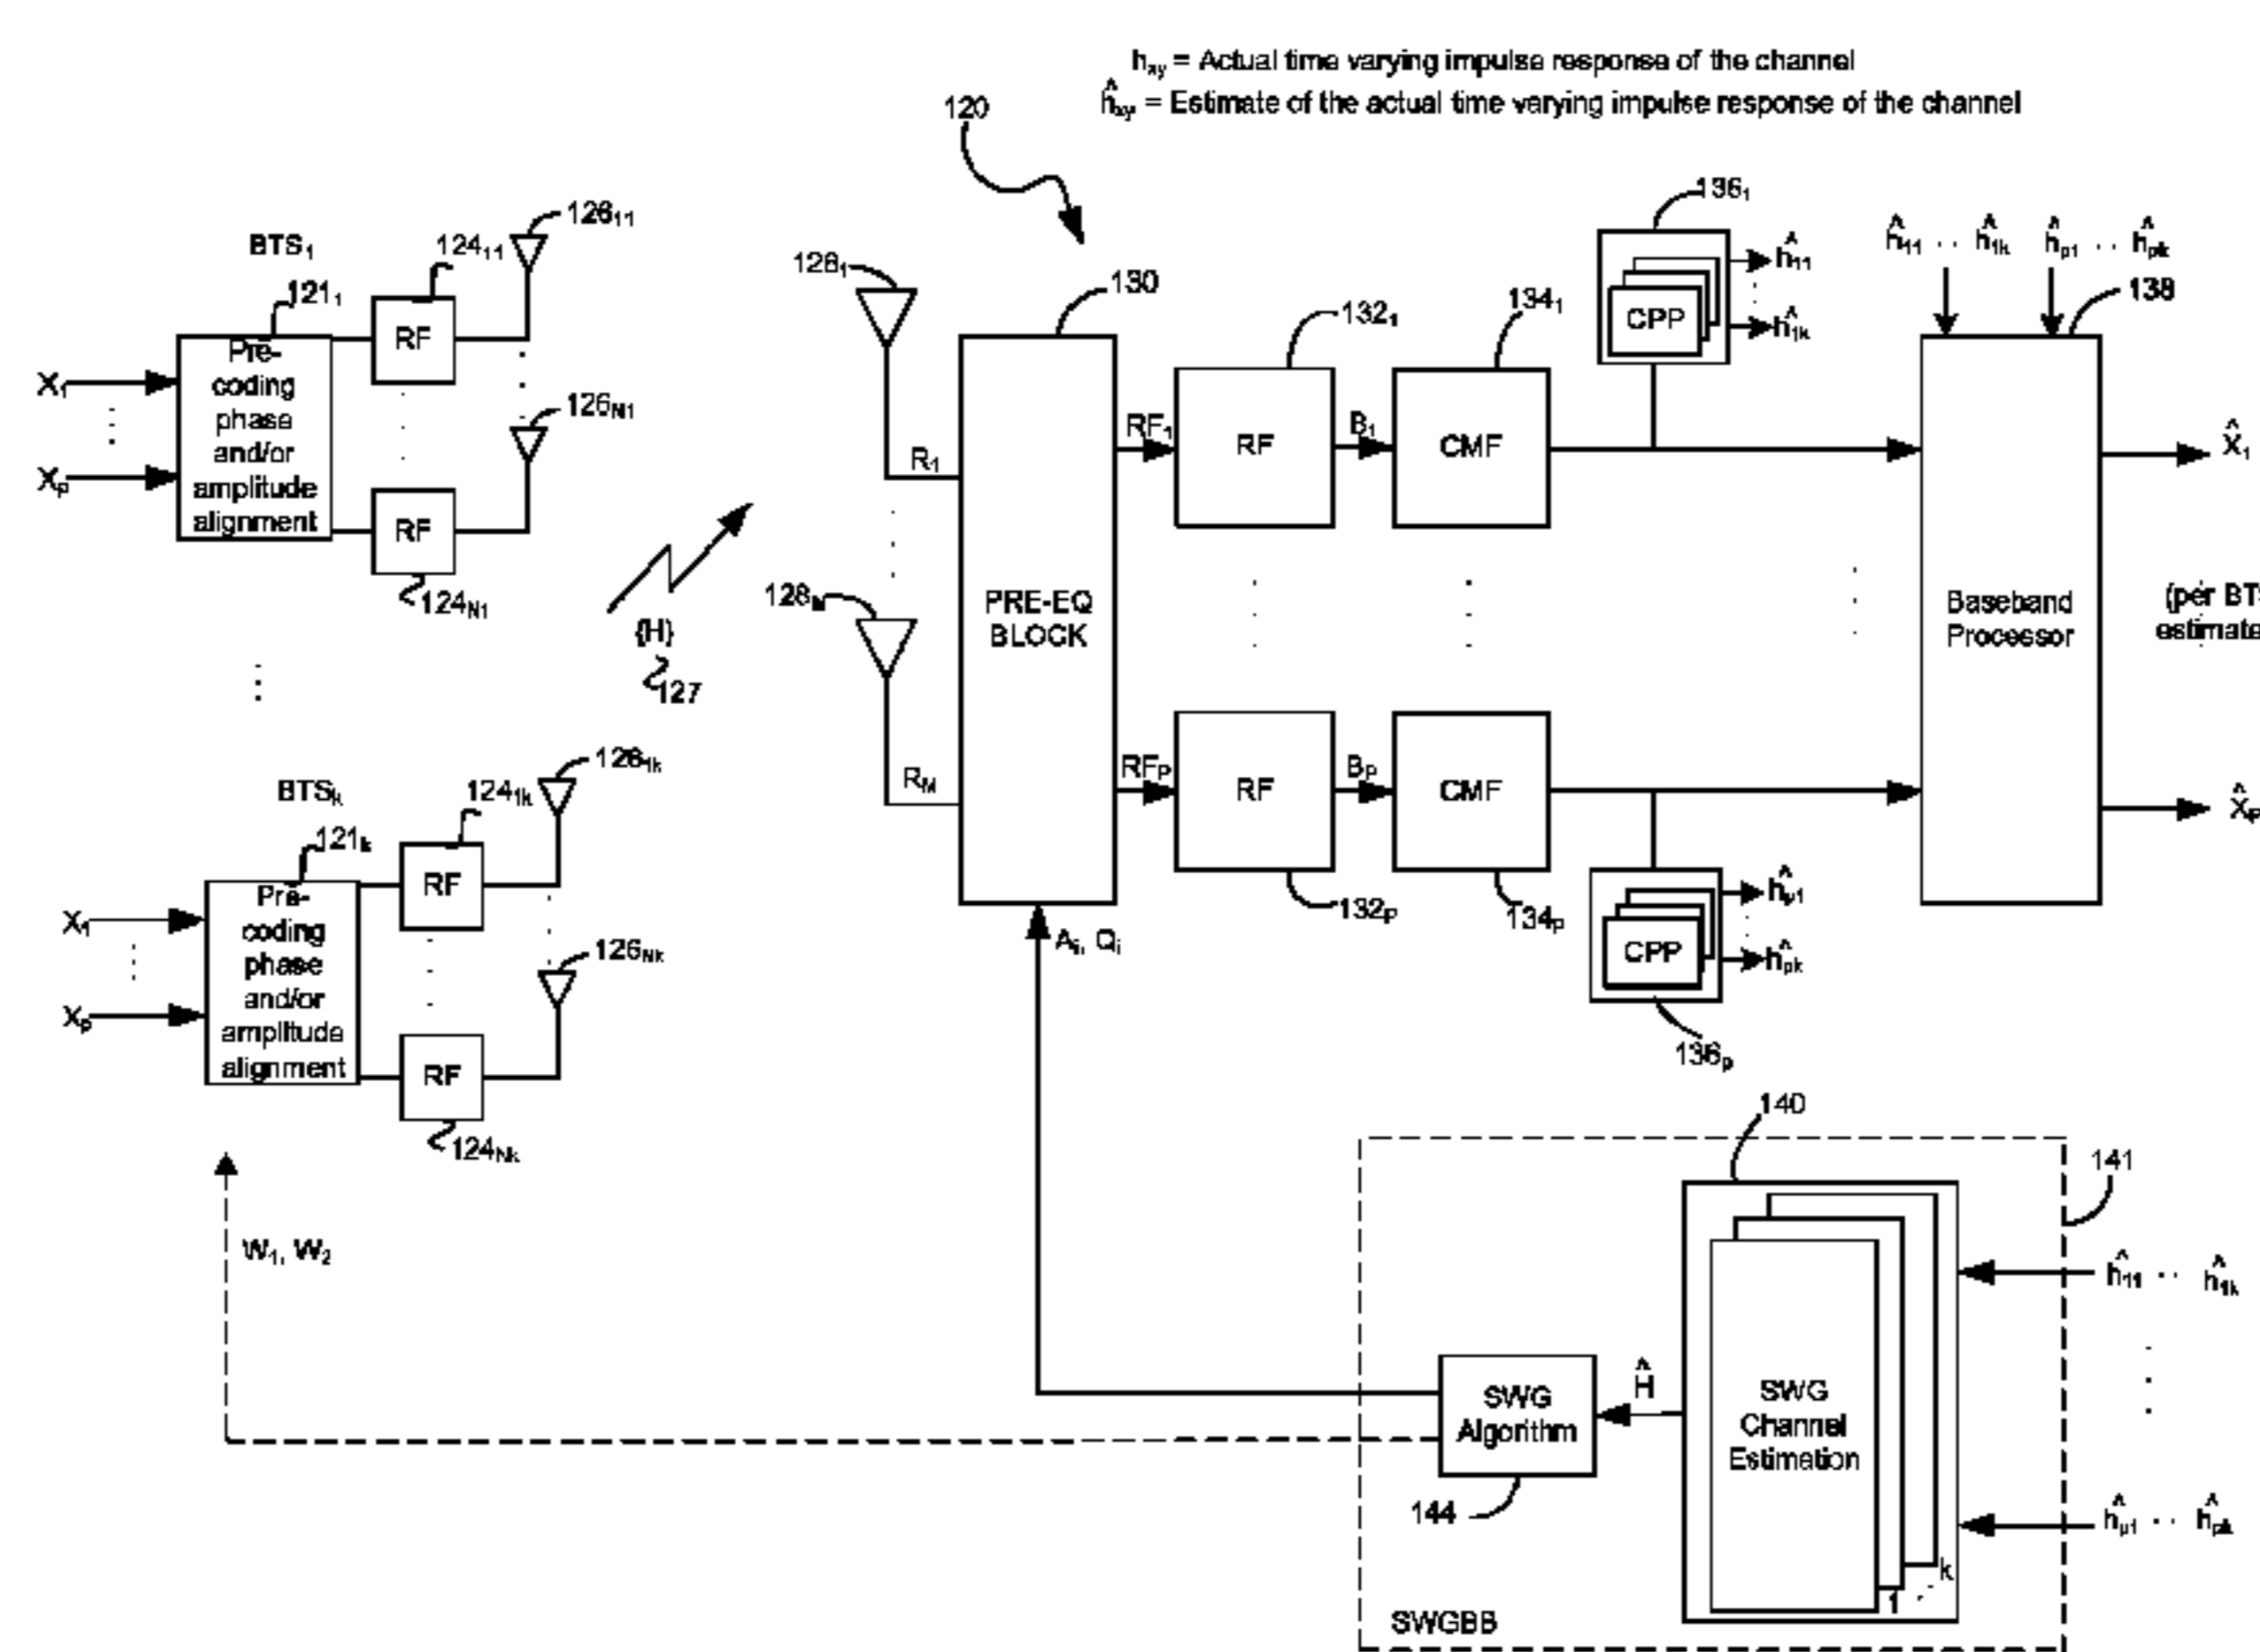 hxy = Actual time varying impulse response of the channel
ĥxy = Estimate of the actual time varying impulse response of the channel
120
BTS1
1211
12411
12611
X1
Xp
Pre-
coding
phase
and/or
amplitude
alignment
RF
RF
126N1
124N1
{H}
127
BTSk
121k
1241k
1261k
X1
Xp
Pre-
coding
phase
and/or
amplitude
alignment
RF
RF
126Nk
124Nk
W1, W2
1281
128M
R1
RM
130
PRE-EQ
BLOCK
Ai, Qi
RF1
RFP
1321
RF
RF
132P
B1
BP
1341
CMF
CMF
134p
1361
CPP
ĥ11
ĥ1k
CPP
ĥp1
ĥpk
136p
ĥ11 .. ĥ1k
ĥp1 .. ĥpk
138
Baseband
Processor
X̂1
(per BTS
estimate
X̂p
140
141
SWG
Channel
Estimation
1
k
Ĥ
SWG
Algorithm
144
SWGBB
ĥ11 .. ĥ1k
ĥp1 .. ĥpk